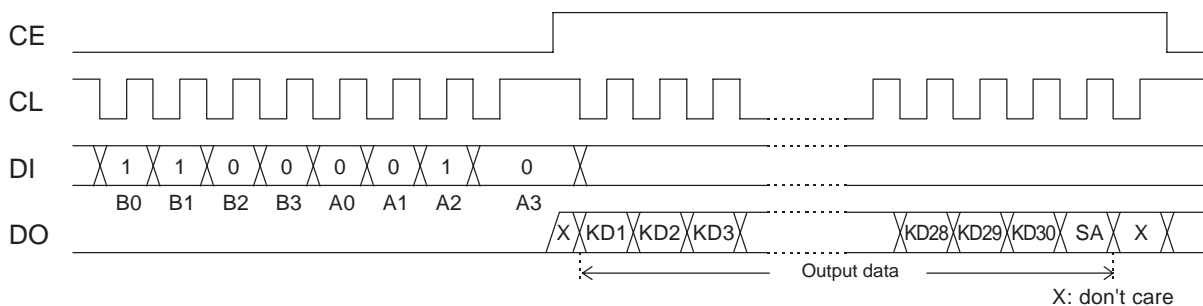 CE
CL
DI 1 1 0 0 0 0 1 0
B0 B1 B2 B3 A0 A1 A2 A3
DO X KD1 KD2 KD3 KD28 KD29 KD30 SA X
Output data
X: don't care